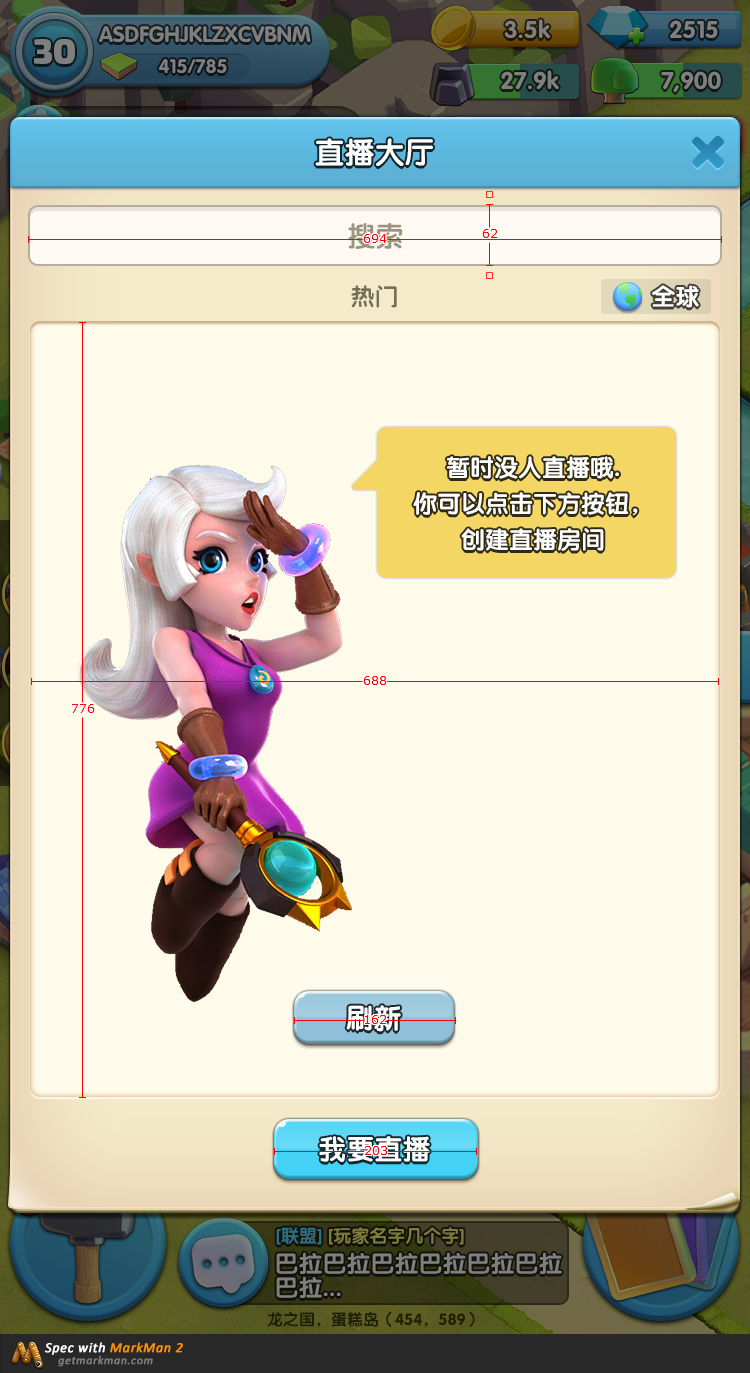 30
ASDFGHJKLZXCVBNM
415/785
3.5k
2515
27.9k
7,900
直播大厅
搜索
694
62
热门
全球
暂时没人直播哦.
你可以点击下方按钮，
创建直播房间
688
776
刷新
162
我要直播
203
[联盟] [玩家名字几个字]
巴拉巴拉巴拉巴拉巴拉巴拉
巴拉...
龙之国，蛋糕岛（454，589）
Spec with MarkMan 2
getmarkman.com